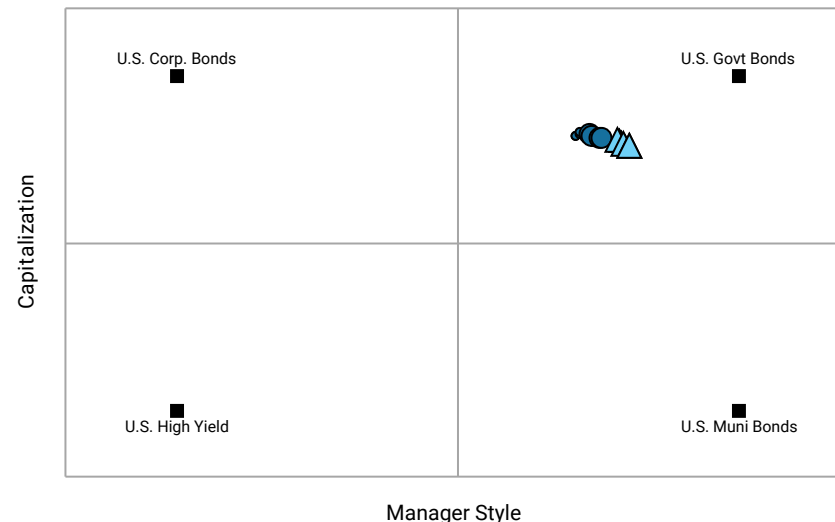 U.S. Corp. Bonds
U.S. Govt Bonds
Capitalization
U.S. High Yield
U.S. Muni Bonds
Manager Style